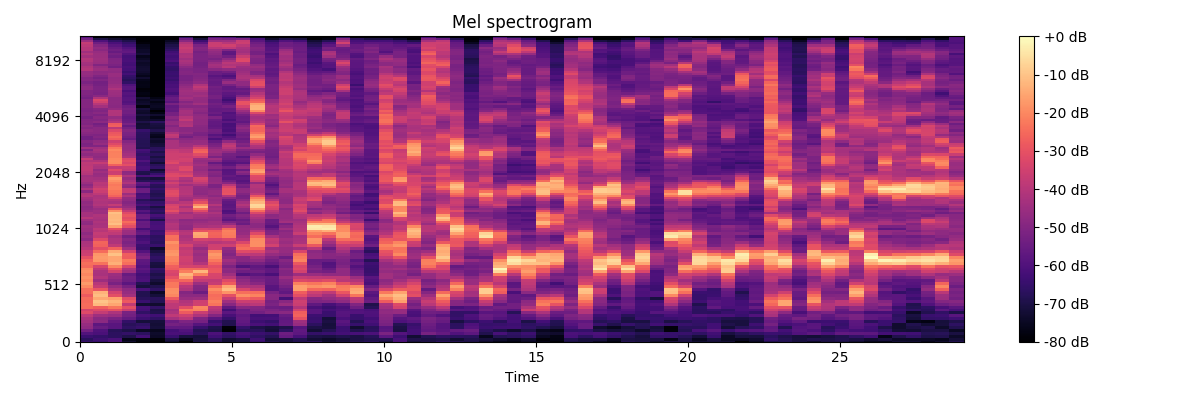 Mel spectrogram
+0 dB
8192
-10 dB
4096
-20 dB
-30 dB
2048
Hz
-40 dB
1024
-50 dB
512
-60 dB
-70 dB
0
-80 dB
0 5 10 15 20 25
Time